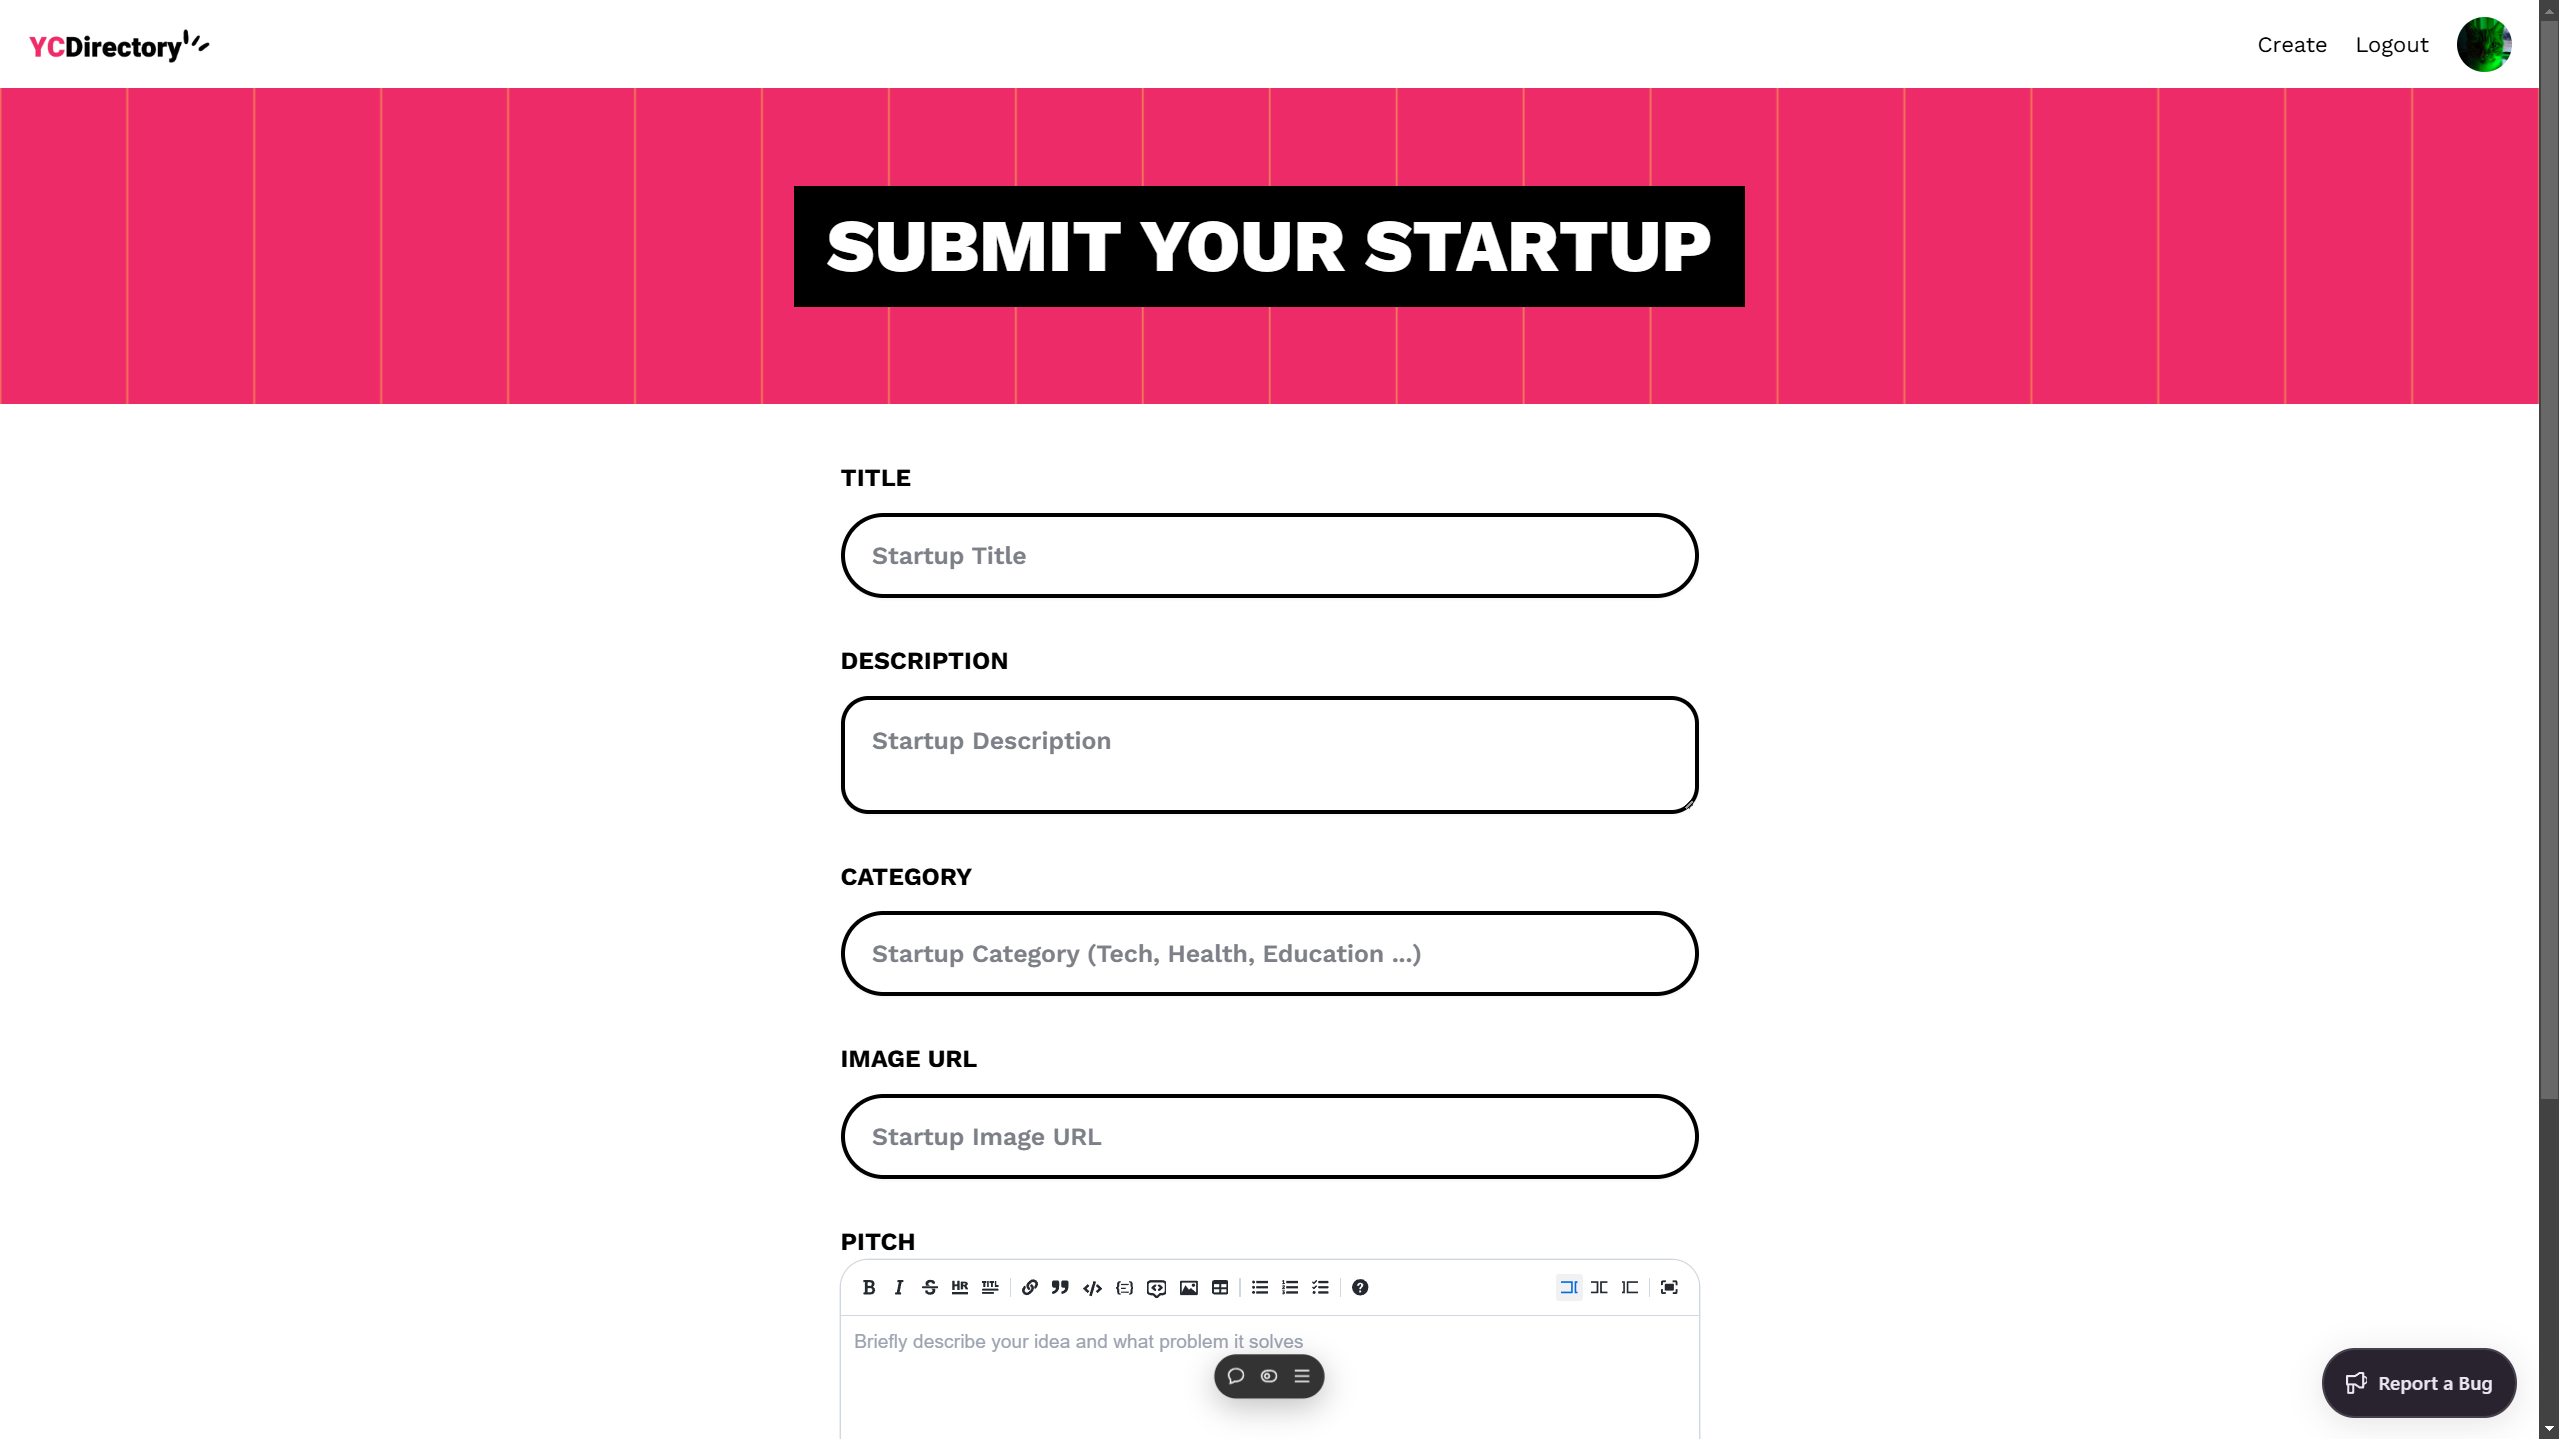 YCDirectory
Create
Logout
SUBMIT YOUR STARTUP
TITLE
Startup Title
DESCRIPTION
Startup Description
CATEGORY
Startup Category (Tech, Health, Education ...)
IMAGE URL
Startup Image URL
PITCH
B I S HR TITL
Briefly describe your idea and what problem it solves
Report a Bug